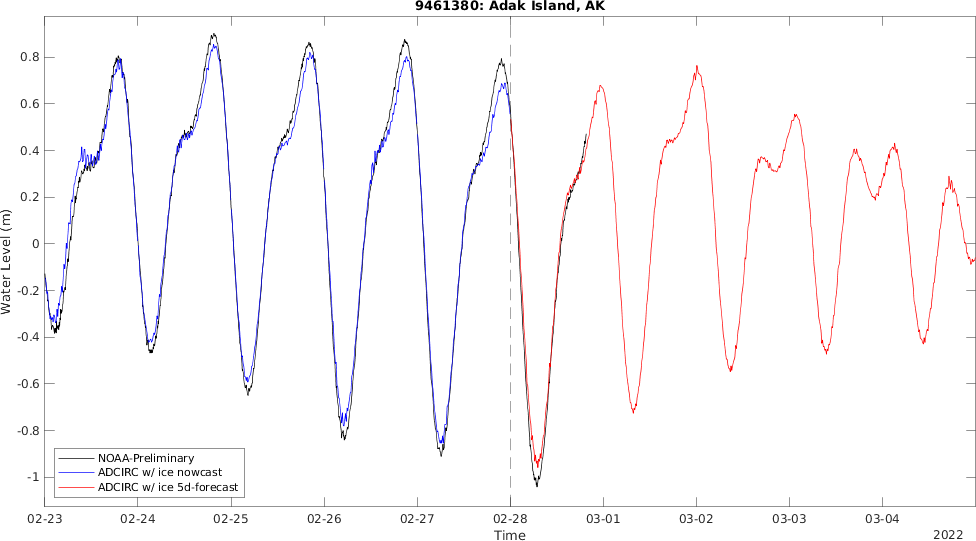 9461380: Adak Island, AK
0.8
0.6
0.4
0.2
0
-0.2
-0.4
-0.6
-0.8
-1
Water Level (m)
NOAA-Preliminary
ADCIRC w/ ice nowcast
ADCIRC w/ ice 5d-forecast
02-23 02-24 02-25 02-26 02-27 02-28 03-01 03-02 03-03 03-04
Time
2022